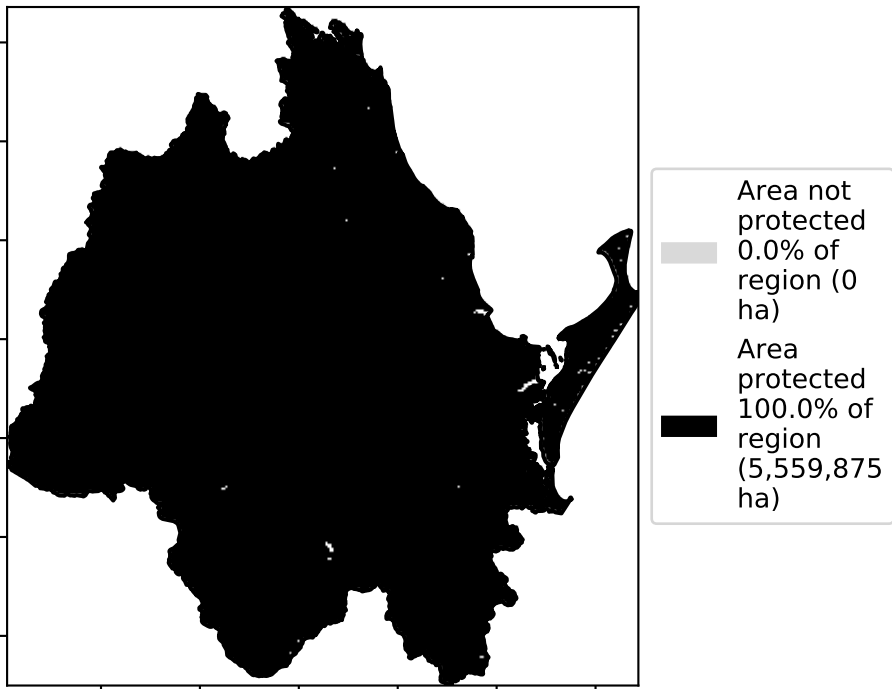 Area not
protected
0.0% of
region (0
ha)
Area
protected
100.0% of
region
(5,559,875
ha)